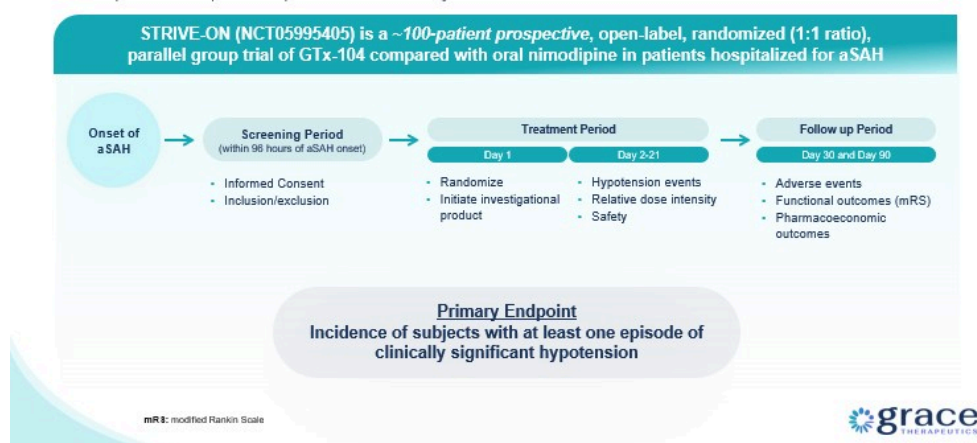 STRIVE-ON (NCT05995405) is a ~100-patient prospective, open-label, randomized (1:1 ratio),
parallel group trial of GTx-104 compared with oral nimodipine in patients hospitalized for aSAH
Onset of
aSAH
Screening Period
(within 96 hours of aSAH onset)
• Informed Consent
• Inclusion/exclusion
Treatment Period
Day 1
• Randomize
• Initiate investigational
product
Day 2-21
• Hypotension events
• Relative dose intensity
• Safety
Follow up Period
Day 30 and Day 90
• Adverse events
• Functional outcomes (mRS)
• Pharmacoeconomic
outcomes
Primary Endpoint
Incidence of subjects with at least one episode of
clinically significant hypotension
mRS: modified Rankin Scale
grace
THERAPEUTICS